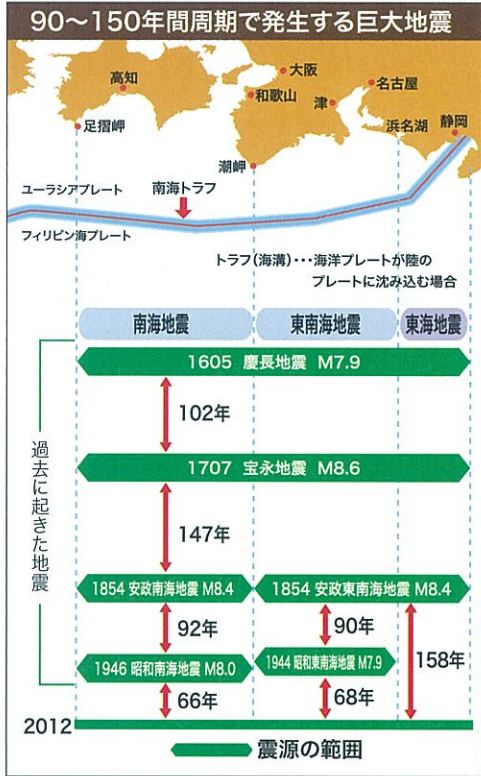 90～150年間周期で発生する巨大地震
高知
大阪
和歌山
津
名古屋
浜名湖
静岡
足摺岬
潮岬
ユーラシアプレート
南海トラフ
フィリピン海プレート
トラフ(海溝)･･･海洋プレートが陸の
プレートに沈み込む場合
南海地震
東南海地震
東海地震
過去に起きた地震
1605 慶長地震 M7.9
102年
1707 宝永地震 M8.6
147年
1854 安政南海地震 M8.4
1854 安政東南海地震 M8.4
92年
90年
158年
1946 昭和南海地震 M8.0
1944 昭和東南海地震 M7.9
66年
68年
2012
震源の範囲